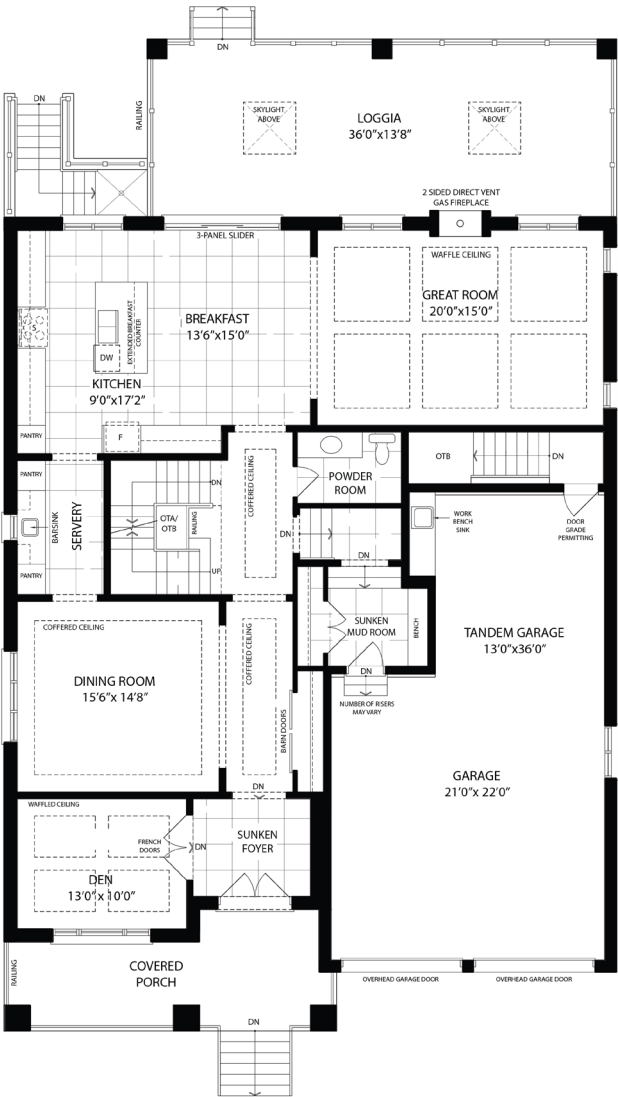 DN
DN
RAILING
SKYLIGHT
ABOVE
LOGGIA
36'0"x13'8"
SKYLIGHT
ABOVE
2 SIDED DIRECT VENT
GAS FIREPLACE
3-PANEL SLIDER
WAFFLE CEILING
GREAT ROOM
20'0"x15'0"
BREAKFAST
13'6"x15'0"
S
EXTENDED BREAKFAST
COUNTER
DW
KITCHEN
9'0"x17'2"
PANTRY
F
PANTRY
BARSINK
SERVERY
PANTRY
DN
OTA/
OTB
RAILING
UP
COFFERED CEILING
POWDER
ROOM
OTB
DN
DN
DN
WORK
BENCH
SINK
DOOR
GRADE
PERMITTING
SUNKEN
MUD ROOM
BENCH
DN
NUMBER OF RISERS
MAY VARY
TANDEM GARAGE
13'0"x36'0"
COFFERED CEILING
DINING ROOM
15'6"x 14'8"
COFFERED CEILING
BARN DOORS
DN
GARAGE
21'0"x 22'0"
WAFFLED CEILING
FRENCH
DOORS
DN
SUNKEN
FOYER
DEN
13'0"x 10'0"
RAILING
COVERED
PORCH
OVERHEAD GARAGE DOOR
OVERHEAD GARAGE DOOR
DN